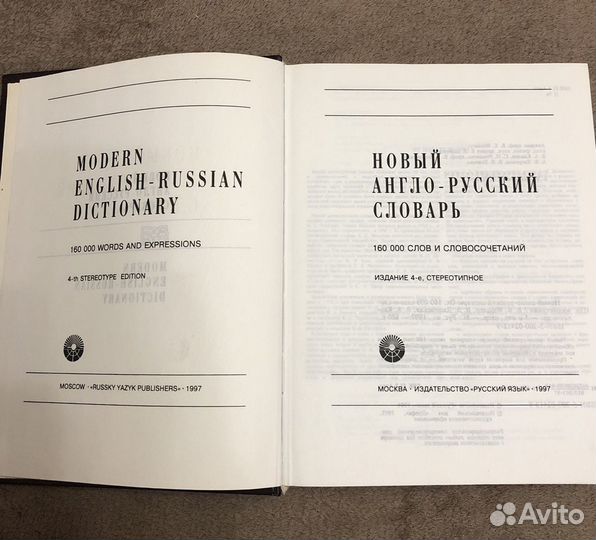 MODERN
ENGLISH-RUSSIAN
DICTIONARY
160 000 WORDS AND EXPRESSIONS
4-th STEREOTYPE EDITION
MOSCOW · «RUSSKY YAZYK PUBLISHERS» · 1997
НОВЫЙ
АНГЛО-РУССКИЙ
СЛОВАРЬ
160 000 СЛОВ И СЛОВОСОЧЕТАНИЙ
ИЗДАНИЕ 4-е, СТЕРЕОТИПНОЕ
МОСКВА · ИЗДАТЕЛЬСТВО «РУССКИЙ ЯЗЫК» · 1997
Avito